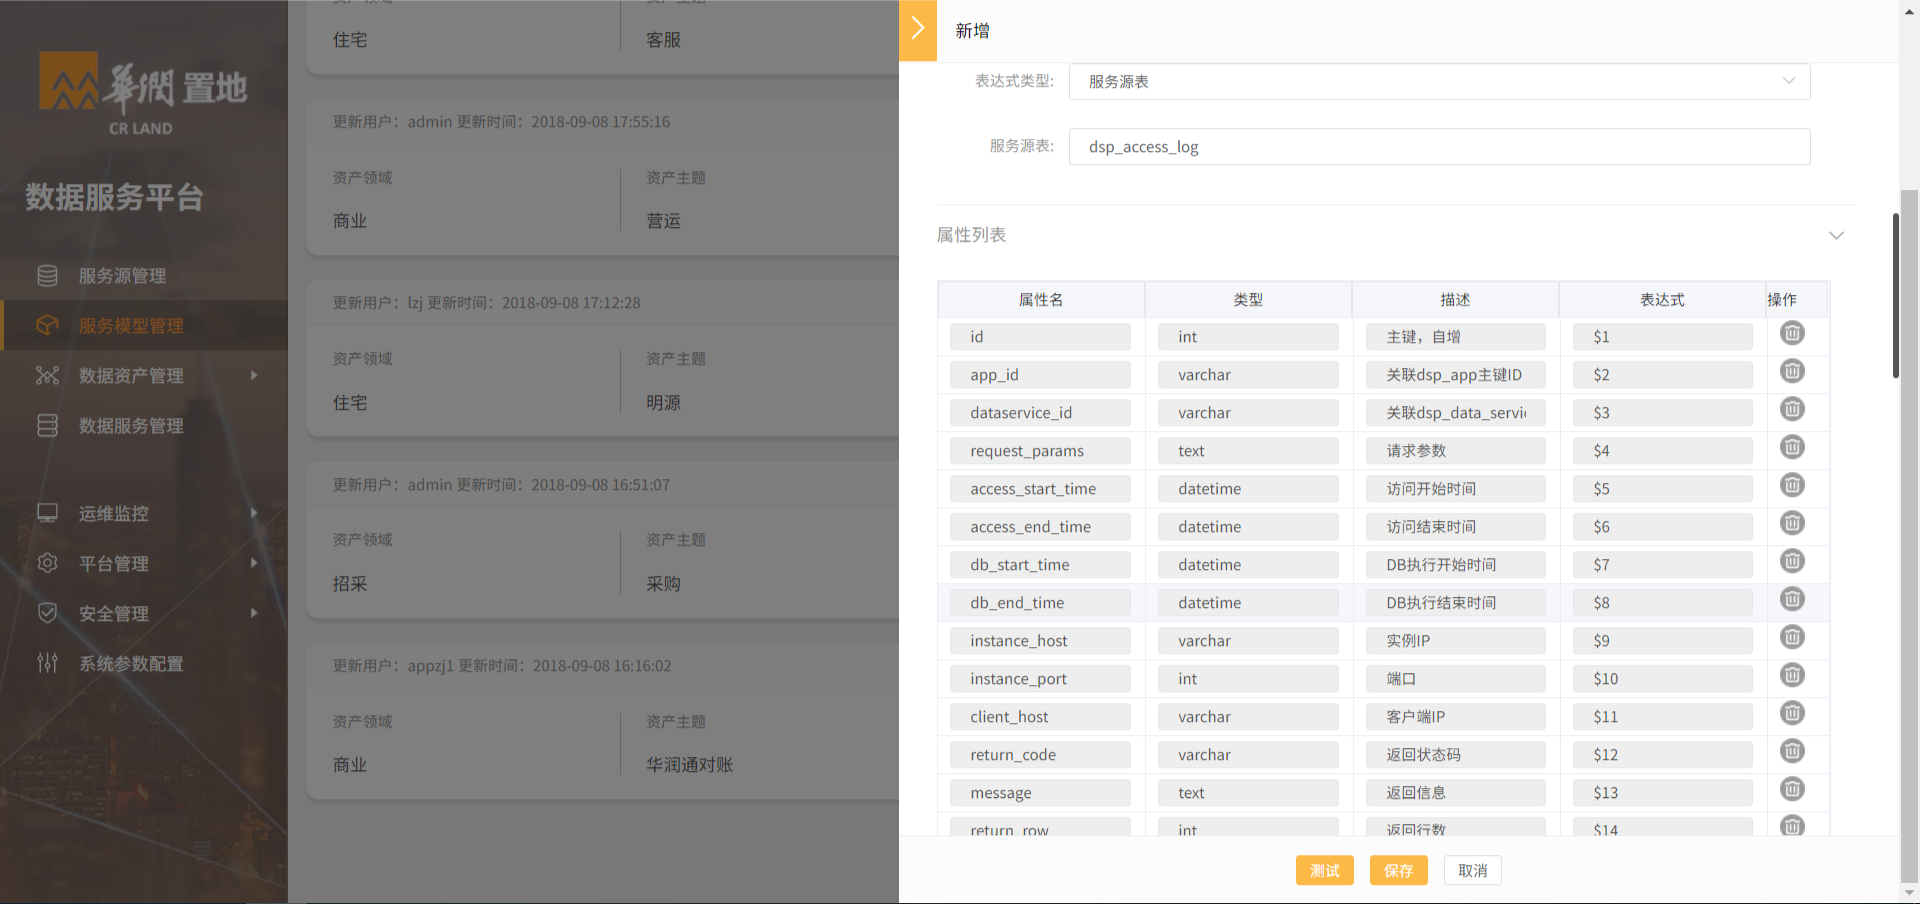 華潤置地
CR LAND
数据服务平台
服务源管理
服务模型管理
数据资产管理
数据服务管理
运维监控
平台管理
安全管理
系统参数配置
资产领域 资产主题
住宅 客服
更新用户：admin 更新时间：2018-09-08 17:55:16
资产领域 资产主题
商业 营运
更新用户：lzj 更新时间：2018-09-08 17:12:28
资产领域 资产主题
住宅 明源
更新用户：admin 更新时间：2018-09-08 16:51:07
资产领域 资产主题
招采 采购
更新用户：appzj1 更新时间：2018-09-08 16:16:02
资产领域 资产主题
商业 华润通对账
新增
表达式类型: 服务源表
服务源表: dsp_access_log
属性列表
属性名 类型 描述 表达式 操作
id int 主键，自增 $1
app_id varchar 关联dsp_app主键ID $2
dataservice_id varchar 关联dsp_data_servi $3
request_params text 请求参数 $4
access_start_time datetime 访问开始时间 $5
access_end_time datetime 访问结束时间 $6
db_start_time datetime DB执行开始时间 $7
db_end_time datetime DB执行结束时间 $8
instance_host varchar 实例IP $9
instance_port int 端口 $10
client_host varchar 客户端IP $11
return_code varchar 返回状态码 $12
message text 返回信息 $13
return_row int 返回行数 $14
测试 保存 取消